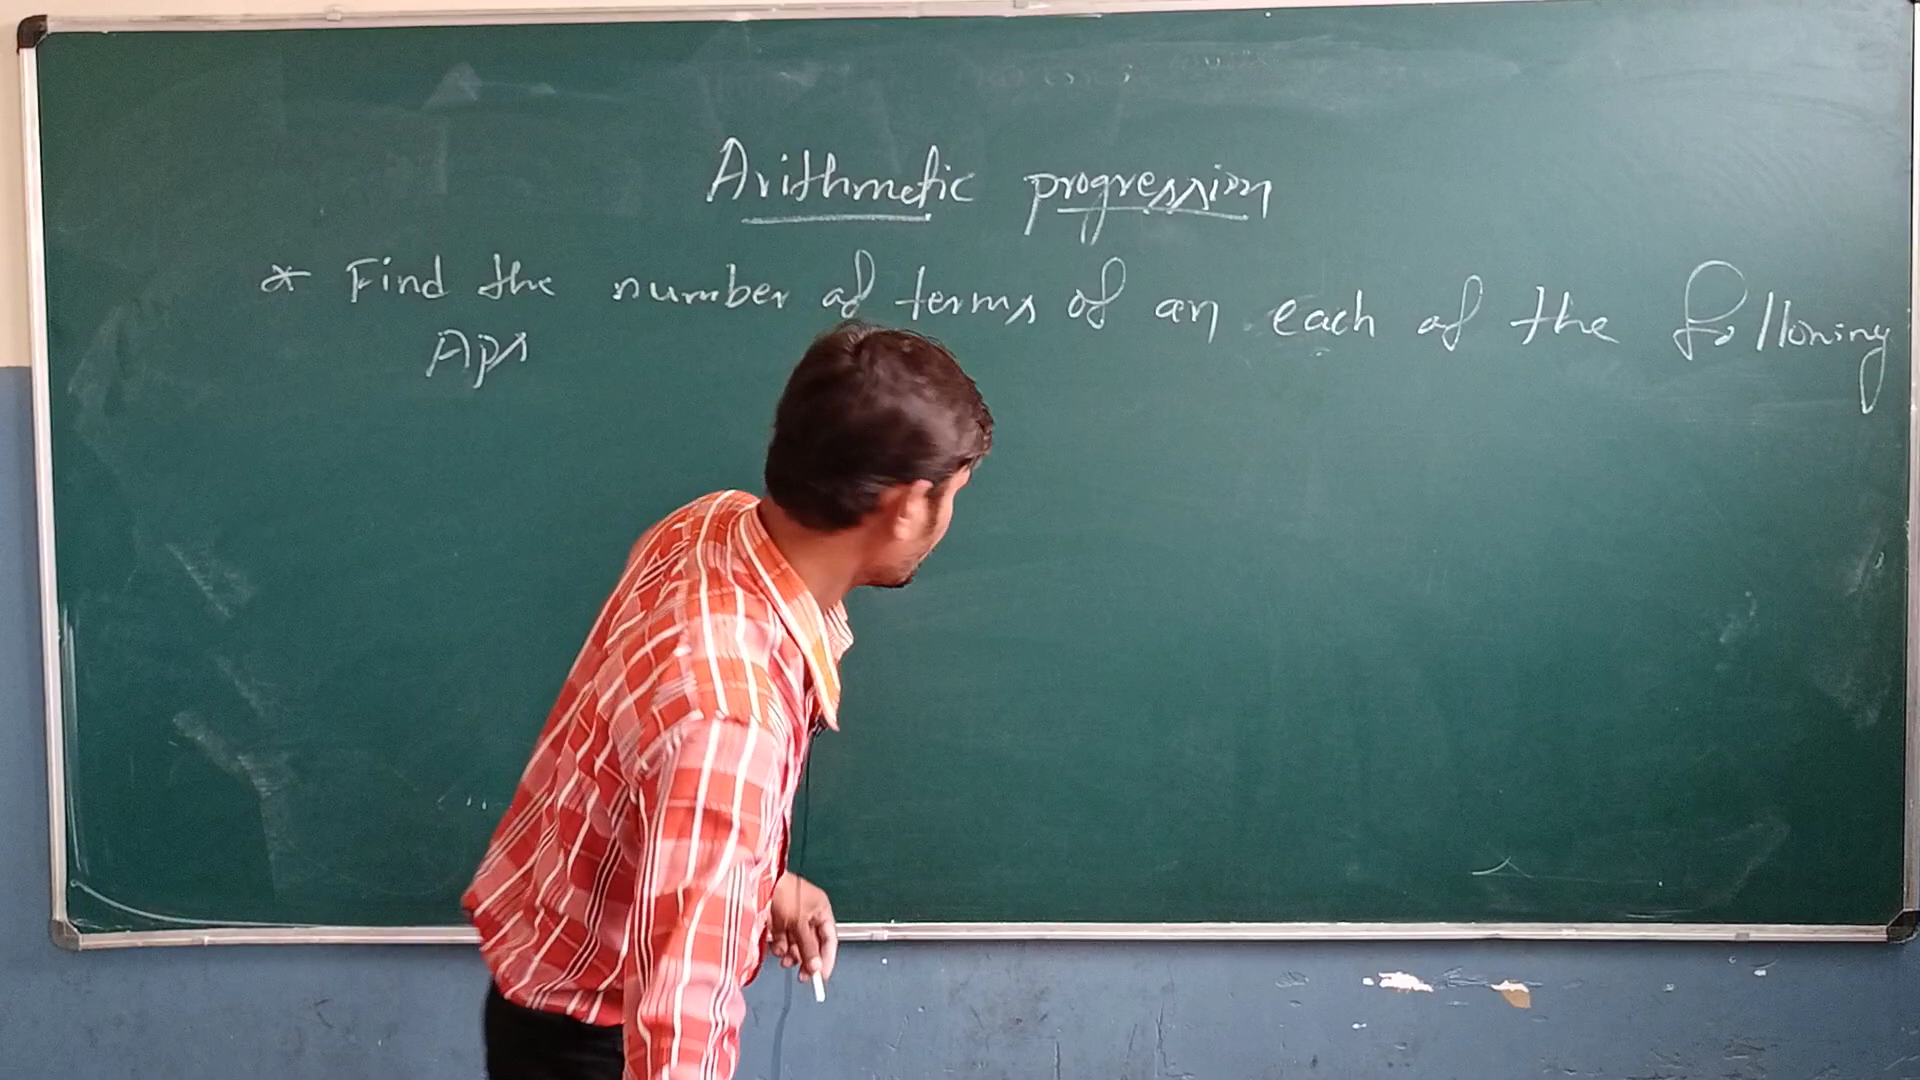 Arithmetic progression
* Find the number of terms of an each of the following
Aps